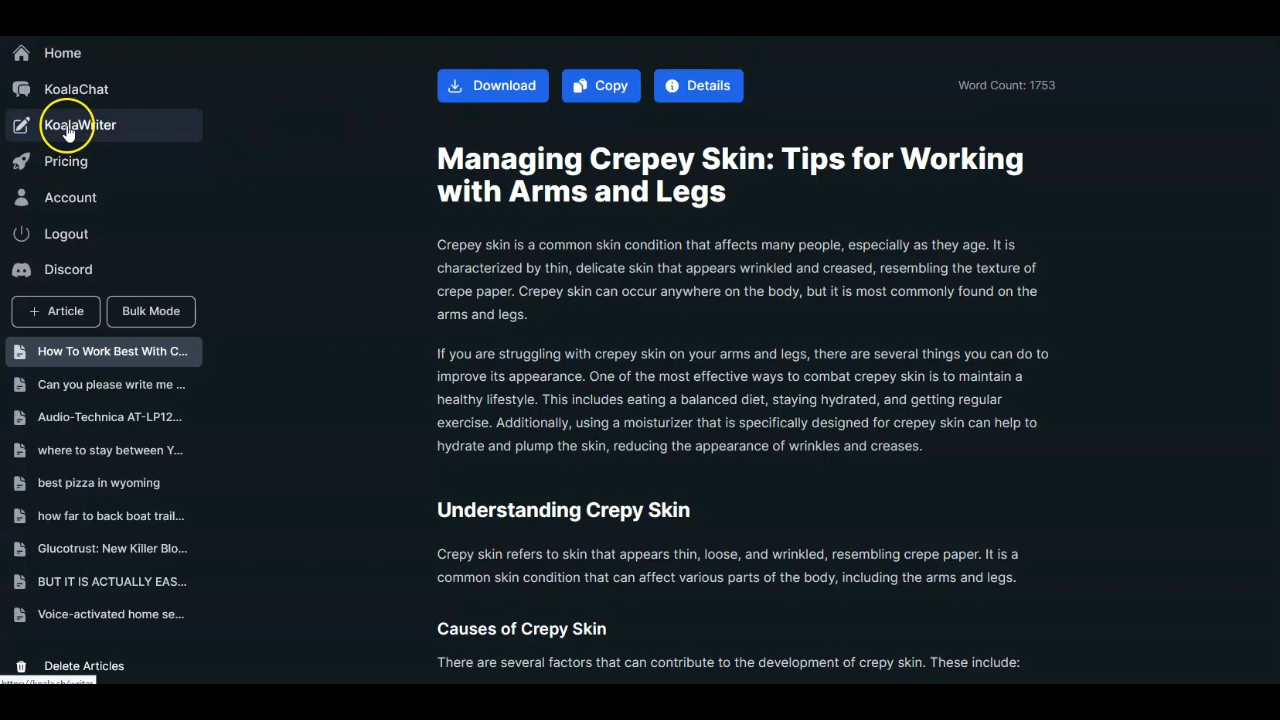 Home
KoalaChat
KoalaWriter
Pricing
Account
Logout
Discord
+ Article
Bulk Mode
How To Work Best With C...
Can you please write me ...
Audio-Technica AT-LP12...
where to stay between Y...
best pizza in wyoming
how far to back boat trail...
Glucotrust: New Killer Blo...
BUT IT IS ACTUALLY EAS...
Voice-activated home se...
Delete Articles
Download
Copy
Details
Word Count: 1753
Managing Crepey Skin: Tips for Working
with Arms and Legs
Crepey skin is a common skin condition that affects many people, especially as they age. It is
characterized by thin, delicate skin that appears wrinkled and creased, resembling the texture of
crepe paper. Crepey skin can occur anywhere on the body, but it is most commonly found on the
arms and legs.
If you are struggling with crepey skin on your arms and legs, there are several things you can do to
improve its appearance. One of the most effective ways to combat crepey skin is to maintain a
healthy lifestyle. This includes eating a balanced diet, staying hydrated, and getting regular
exercise. Additionally, using a moisturizer that is specifically designed for crepey skin can help to
hydrate and plump the skin, reducing the appearance of wrinkles and creases.
Understanding Crepy Skin
Crepy skin refers to skin that appears thin, loose, and wrinkled, resembling crepe paper. It is a
common skin condition that can affect various parts of the body, including the arms and legs.
Causes of Crepy Skin
There are several factors that can contribute to the development of crepy skin. These include: